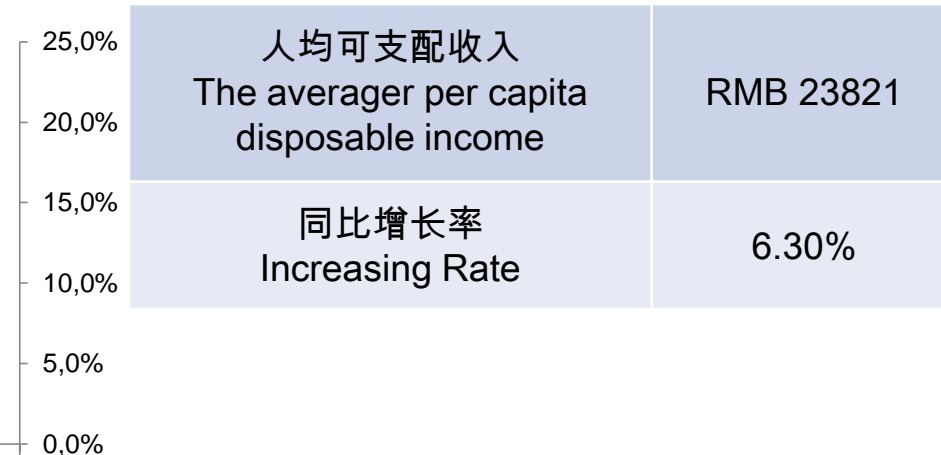 25,0%
20,0%
15,0%
10,0%
5,0%
0,0%
人均可支配收入
The averager per capita
disposable income
RMB 23821
同比增长率
Increasing Rate
6.30%